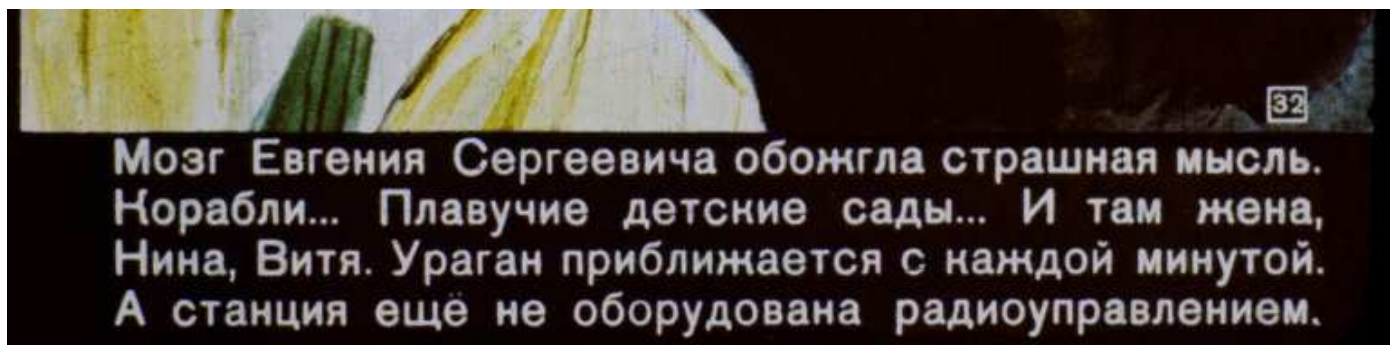 32
Мозг Евгения Сергеевича обожгла страшная мысль.
Корабли... Плавучие детские сады... И там жена,
Нина, Витя. Ураган приближается с каждой минутой.
А станция ещё не оборудована радиоуправлением.